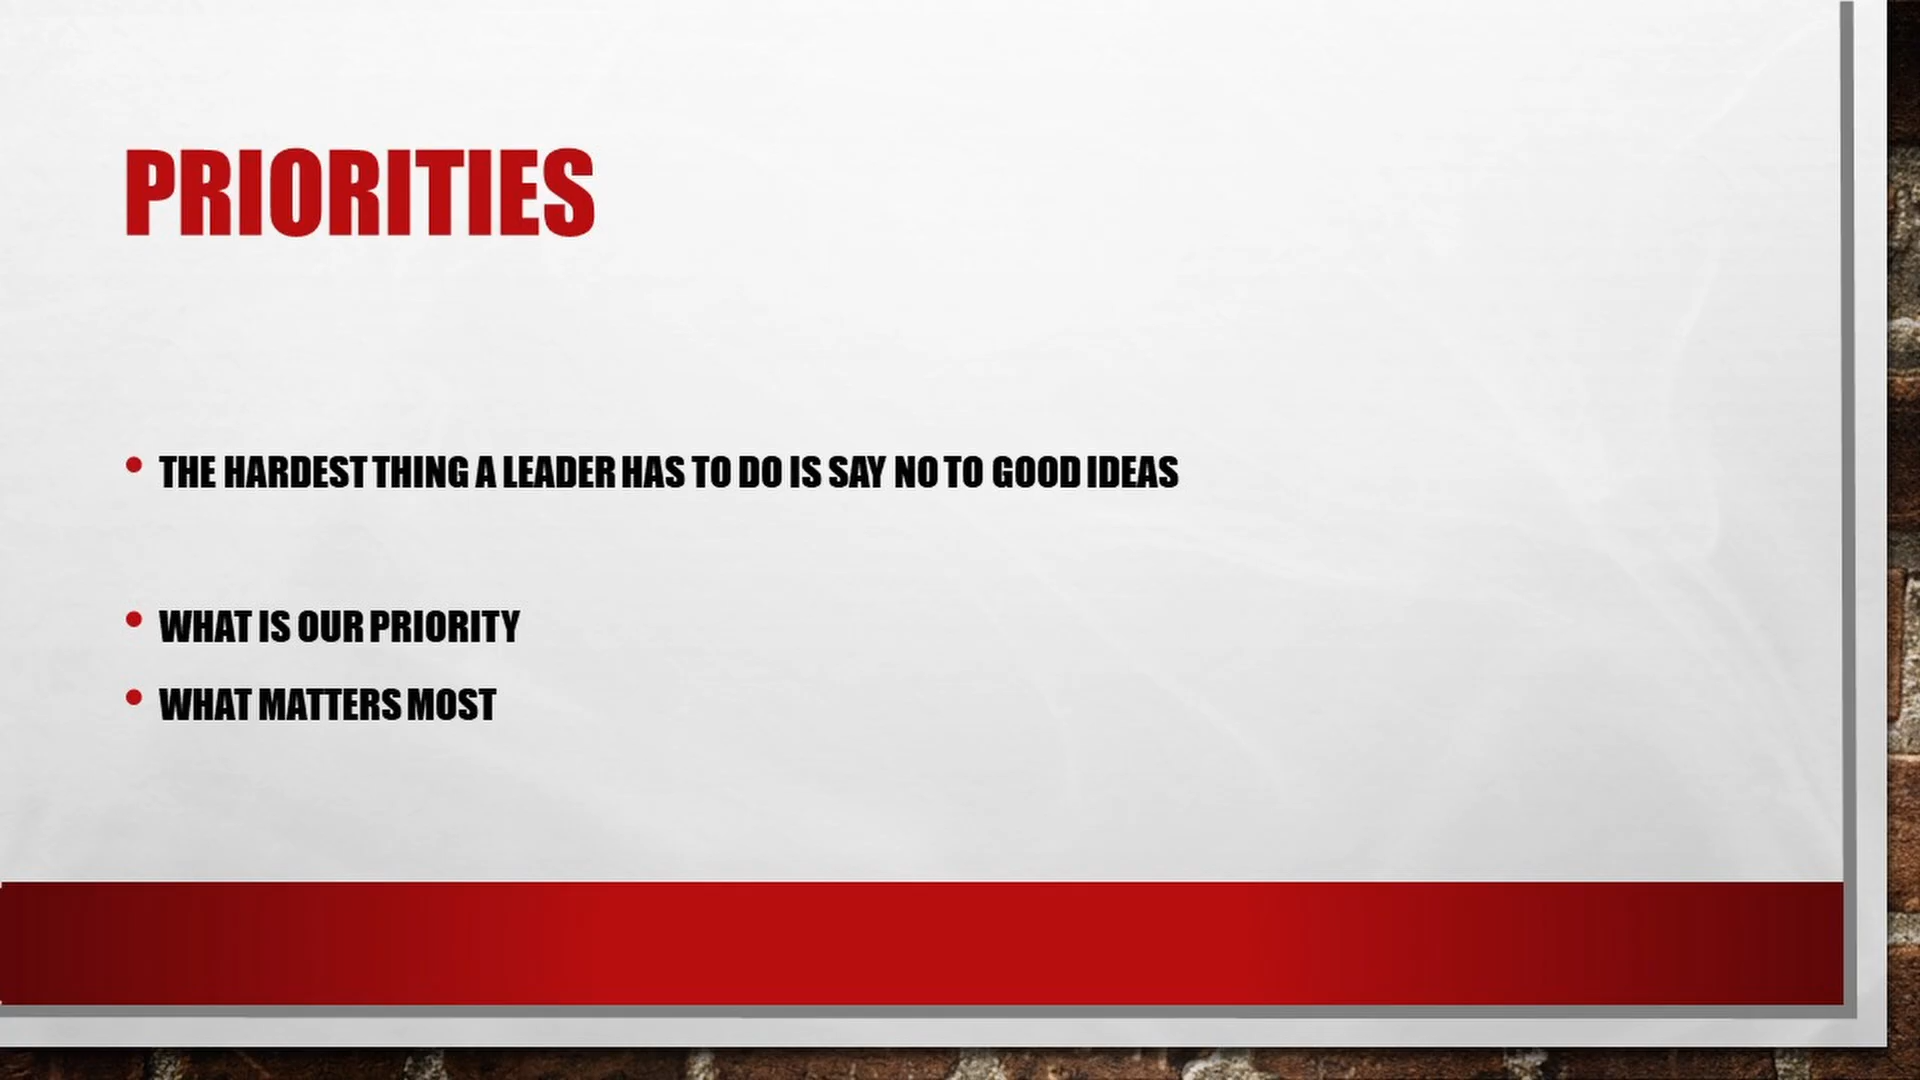 PRIORITIES
• THE HARDEST THING A LEADER HAS TO DO IS SAY NO TO GOOD IDEAS
• WHAT IS OUR PRIORITY
• WHAT MATTERS MOST